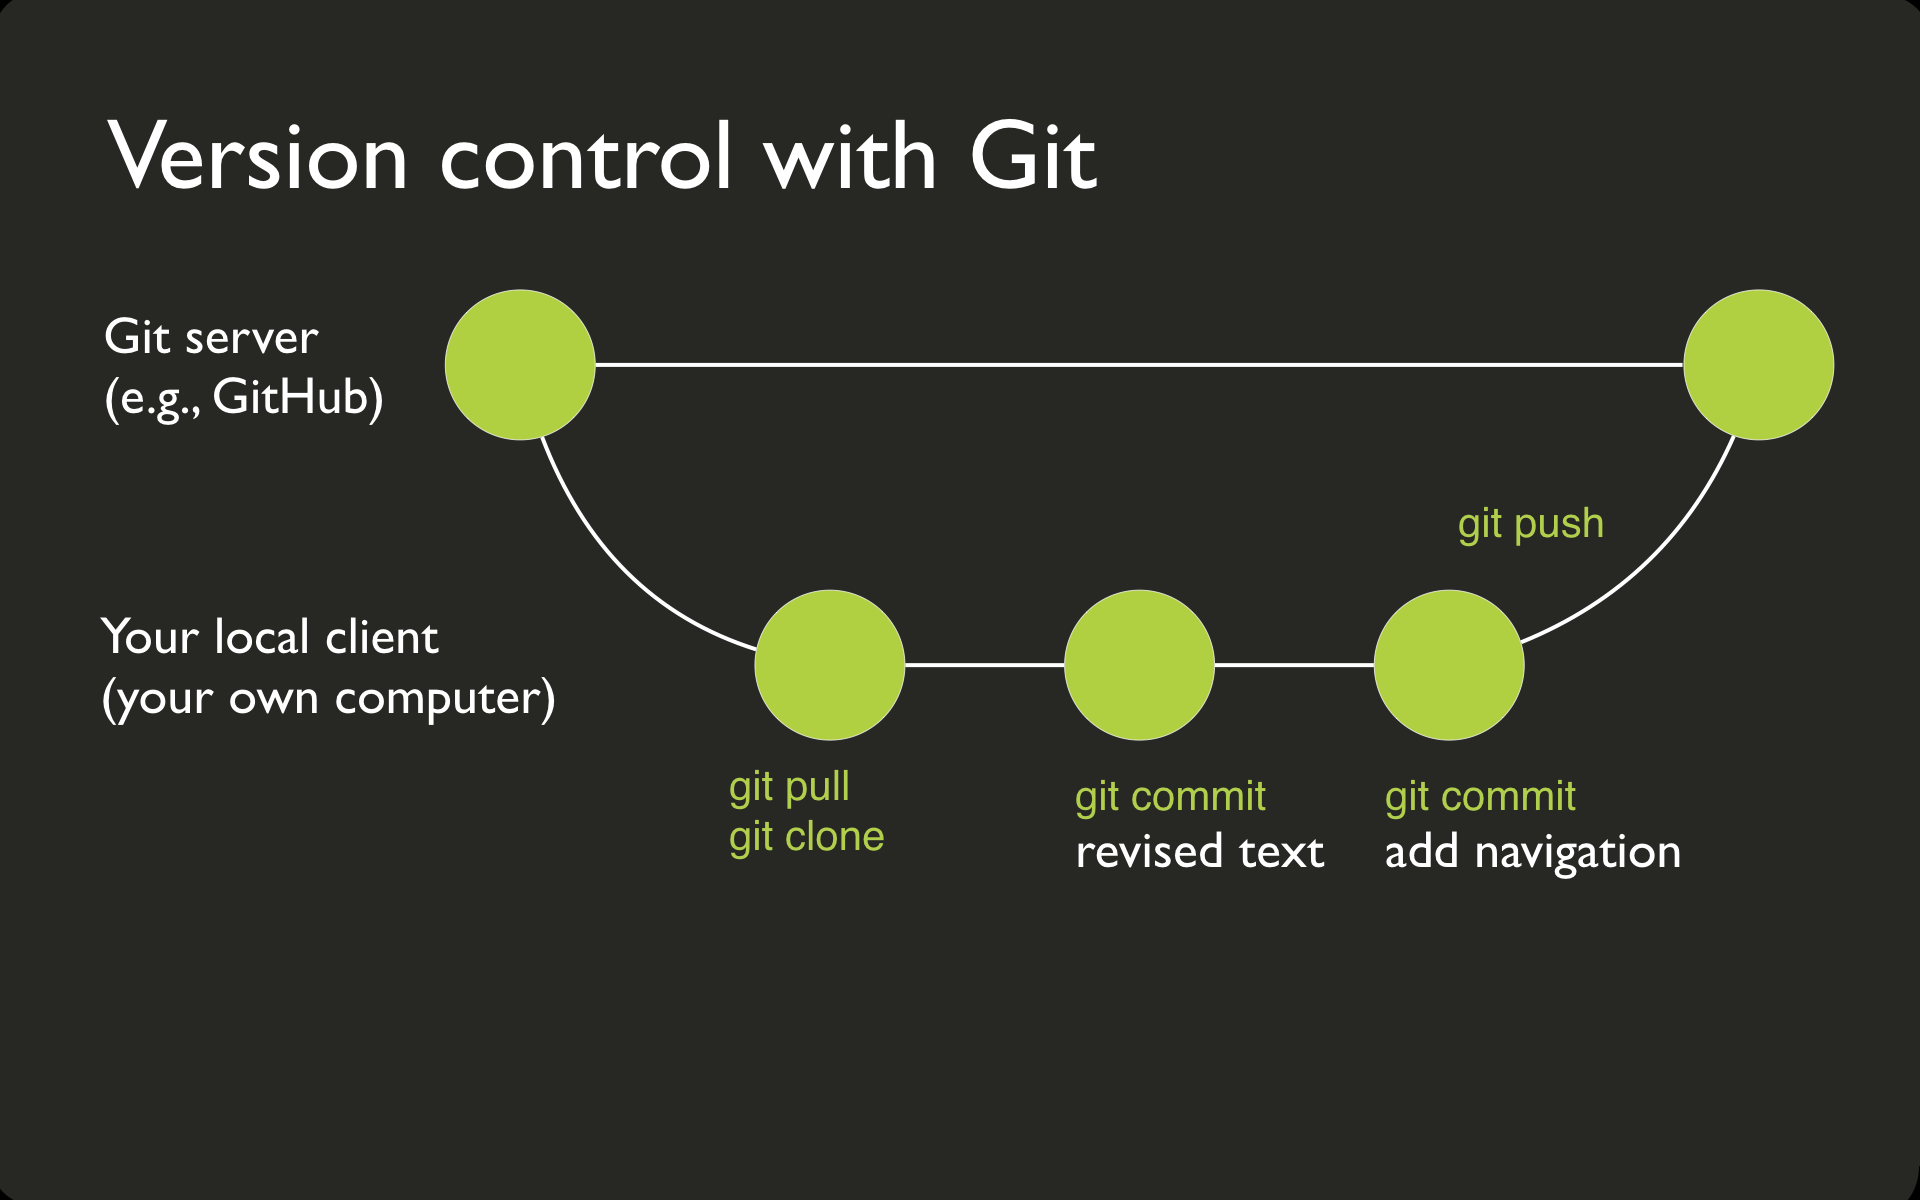 Version control with Git
Git server
(e.g., GitHub)
git push
Your local client
(your own computer)
git pull
git clone
git commit
revised text
git commit
add navigation